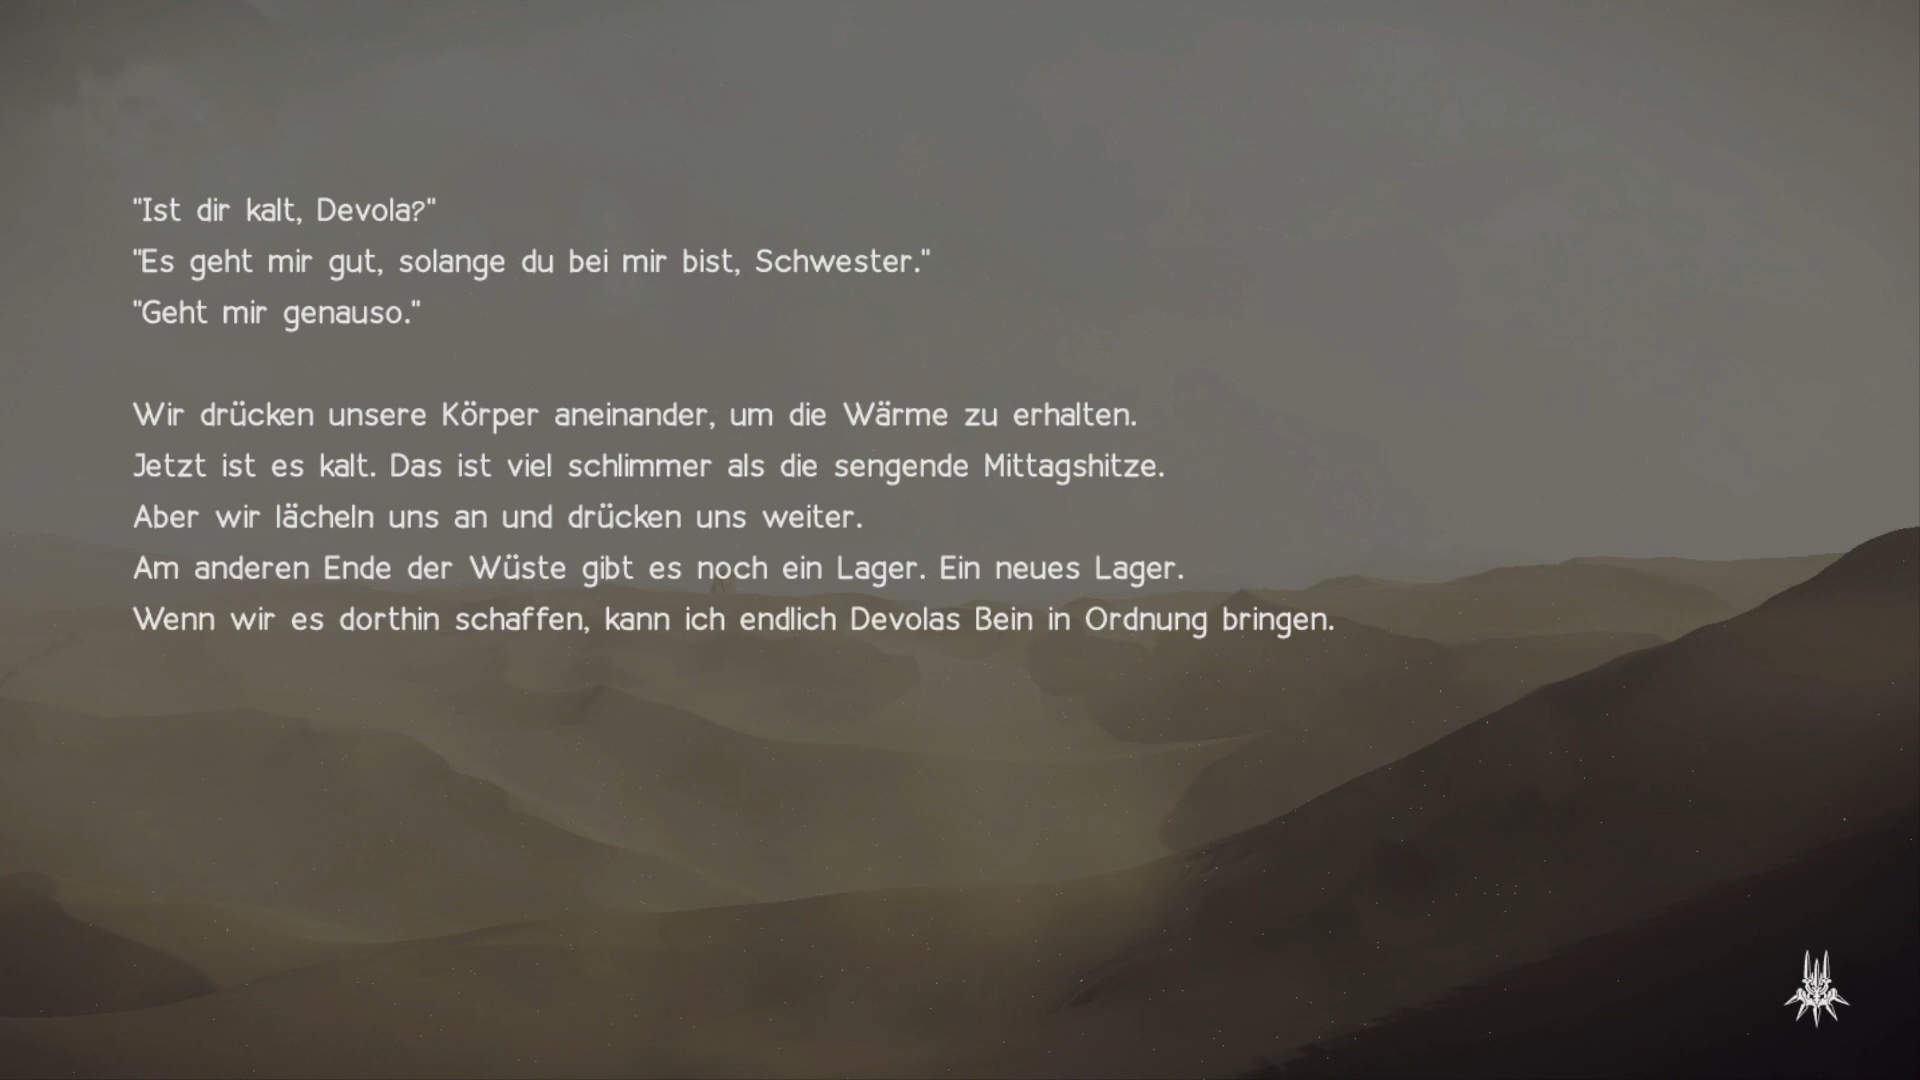 "Ist dir kalt, Devola?"
"Es geht mir gut, solange du bei mir bist, Schwester."
"Geht mir genauso."
Wir drücken unsere Körper aneinander, um die Wärme zu erhalten.
Jetzt ist es kalt. Das ist viel schlimmer als die sengende Mittagshitze.
Aber wir lächeln uns an und drücken uns weiter.
Am anderen Ende der Wüste gibt es noch ein Lager. Ein neues Lager.
Wenn wir es dorthin schaffen, kann ich endlich Devolas Bein in Ordnung bringen.